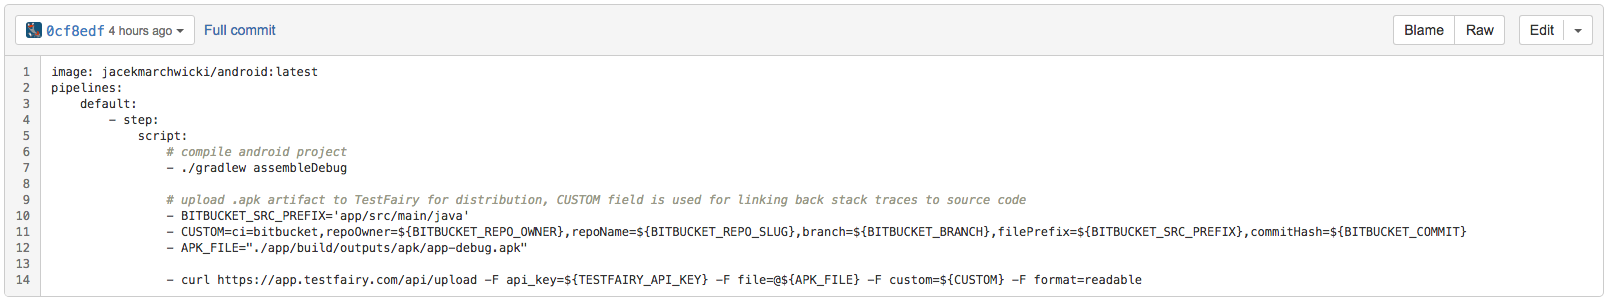 0cf8edf 4 hours ago Full commit Blame Raw Edit
1 image: jacekmarchwicki/android:latest
2 pipelines:
3     default:
4         - step:
5             script:
6                 # compile android project
7                 - ./gradlew assembleDebug
8
9                 # upload .apk artifact to TestFairy for distribution, CUSTOM field is used for linking back stack traces to source code
10                 - BITBUCKET_SRC_PREFIX='app/src/main/java'
11                 - CUSTOM=ci=bitbucket,repoOwner=${BITBUCKET_REPO_OWNER},repoName=${BITBUCKET_REPO_SLUG},branch=${BITBUCKET_BRANCH},filePrefix=${BITBUCKET_SRC_PREFIX},commitHash=${BITBUCKET_COMMIT}
12                 - APK_FILE="./app/build/outputs/apk/app-debug.apk"
13
14                 - curl https://app.testfairy.com/api/upload -F api_key=${TESTFAIRY_API_KEY} -F file=@${APK_FILE} -F custom=${CUSTOM} -F format=readable